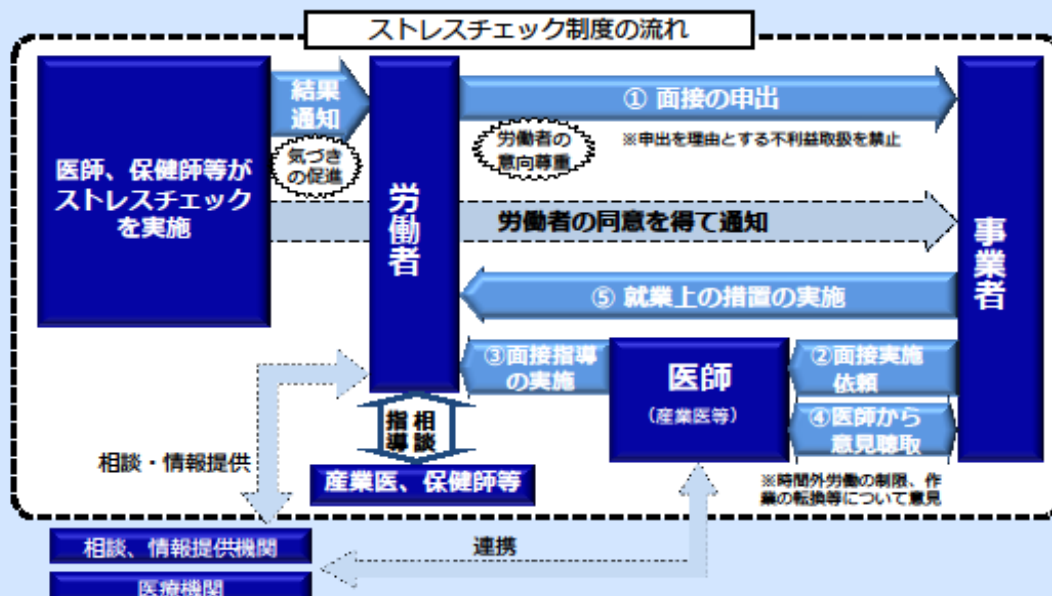 ストレスチェック制度の流れ
医師、保健師等が
ストレスチェック
を実施
結果
通知
気づき
の促進
労働者
① 面接の申出
労働者の
意向尊重
※申出を理由とする不利益取扱を禁止
労働者の同意を得て通知
事業者
⑤ 就業上の措置の実施
③面接指導
の実施
医師
（産業医等）
②面接実施
依頼
④医師から
意見聴取
※時間外労働の制限、作
業の転換等について意見
相談
指導
産業医、保健師等
相談・情報提供
相談、情報提供機関
医療機関
連携